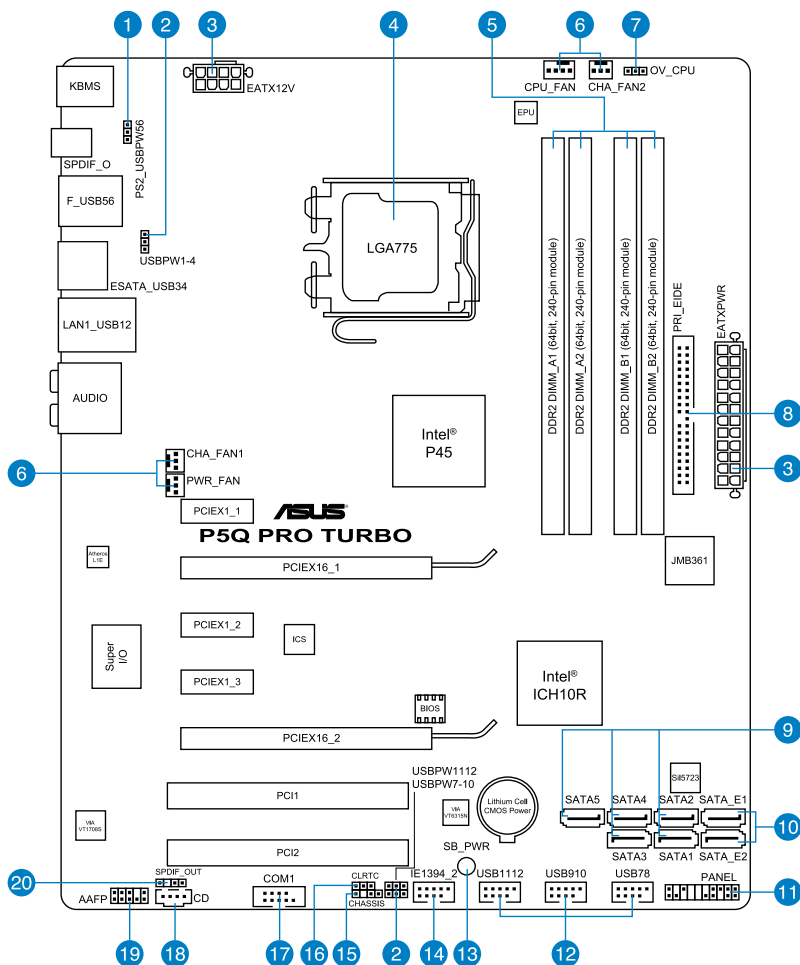 1
2
3
4
5
6
7
KBMS
EATX12V
CPU_FAN
CHA_FAN2
OV_CPU
EPU
PS2_USBPW56
SPDIF_O
F_USB56
USBPW1-4
LGA775
ESATA_USB34
LAN1_USB12
AUDIO
DDR2 DIMM_A1 (64bit, 240-pin module)
DDR2 DIMM_A2 (64bit, 240-pin module)
DDR2 DIMM_B1 (64bit, 240-pin module)
DDR2 DIMM_B2 (64bit, 240-pin module)
PRI_EIDE
EATXPWR
8
3
Intel®
P45
6
CHA_FAN1
PWR_FAN
PCIEX1_1
ASUS
P5Q PRO TURBO
Atheros
L1E
PCIEX16_1
JMB361
PCIEX1_2
ICS
Super
I/O
PCIEX1_3
Intel®
ICH10R
BIOS
PCIEX16_2
9
USBPW1112
USBPW7-10
PCI1
VIA
VT1708S
VIA
VT6315N
Lithium Cell
CMOS Power
Sil5723
SATA5
SATA4
SATA2
SATA_E1
10
PCI2
SB_PWR
SATA3
SATA1
SATA_E2
20
SPDIF_OUT
AAFP
CD
COM1
CLRTC
CHASSIS
IE1394_2
USB1112
USB910
USB78
PANEL
11
19
18
17
16
15
2
14
13
12